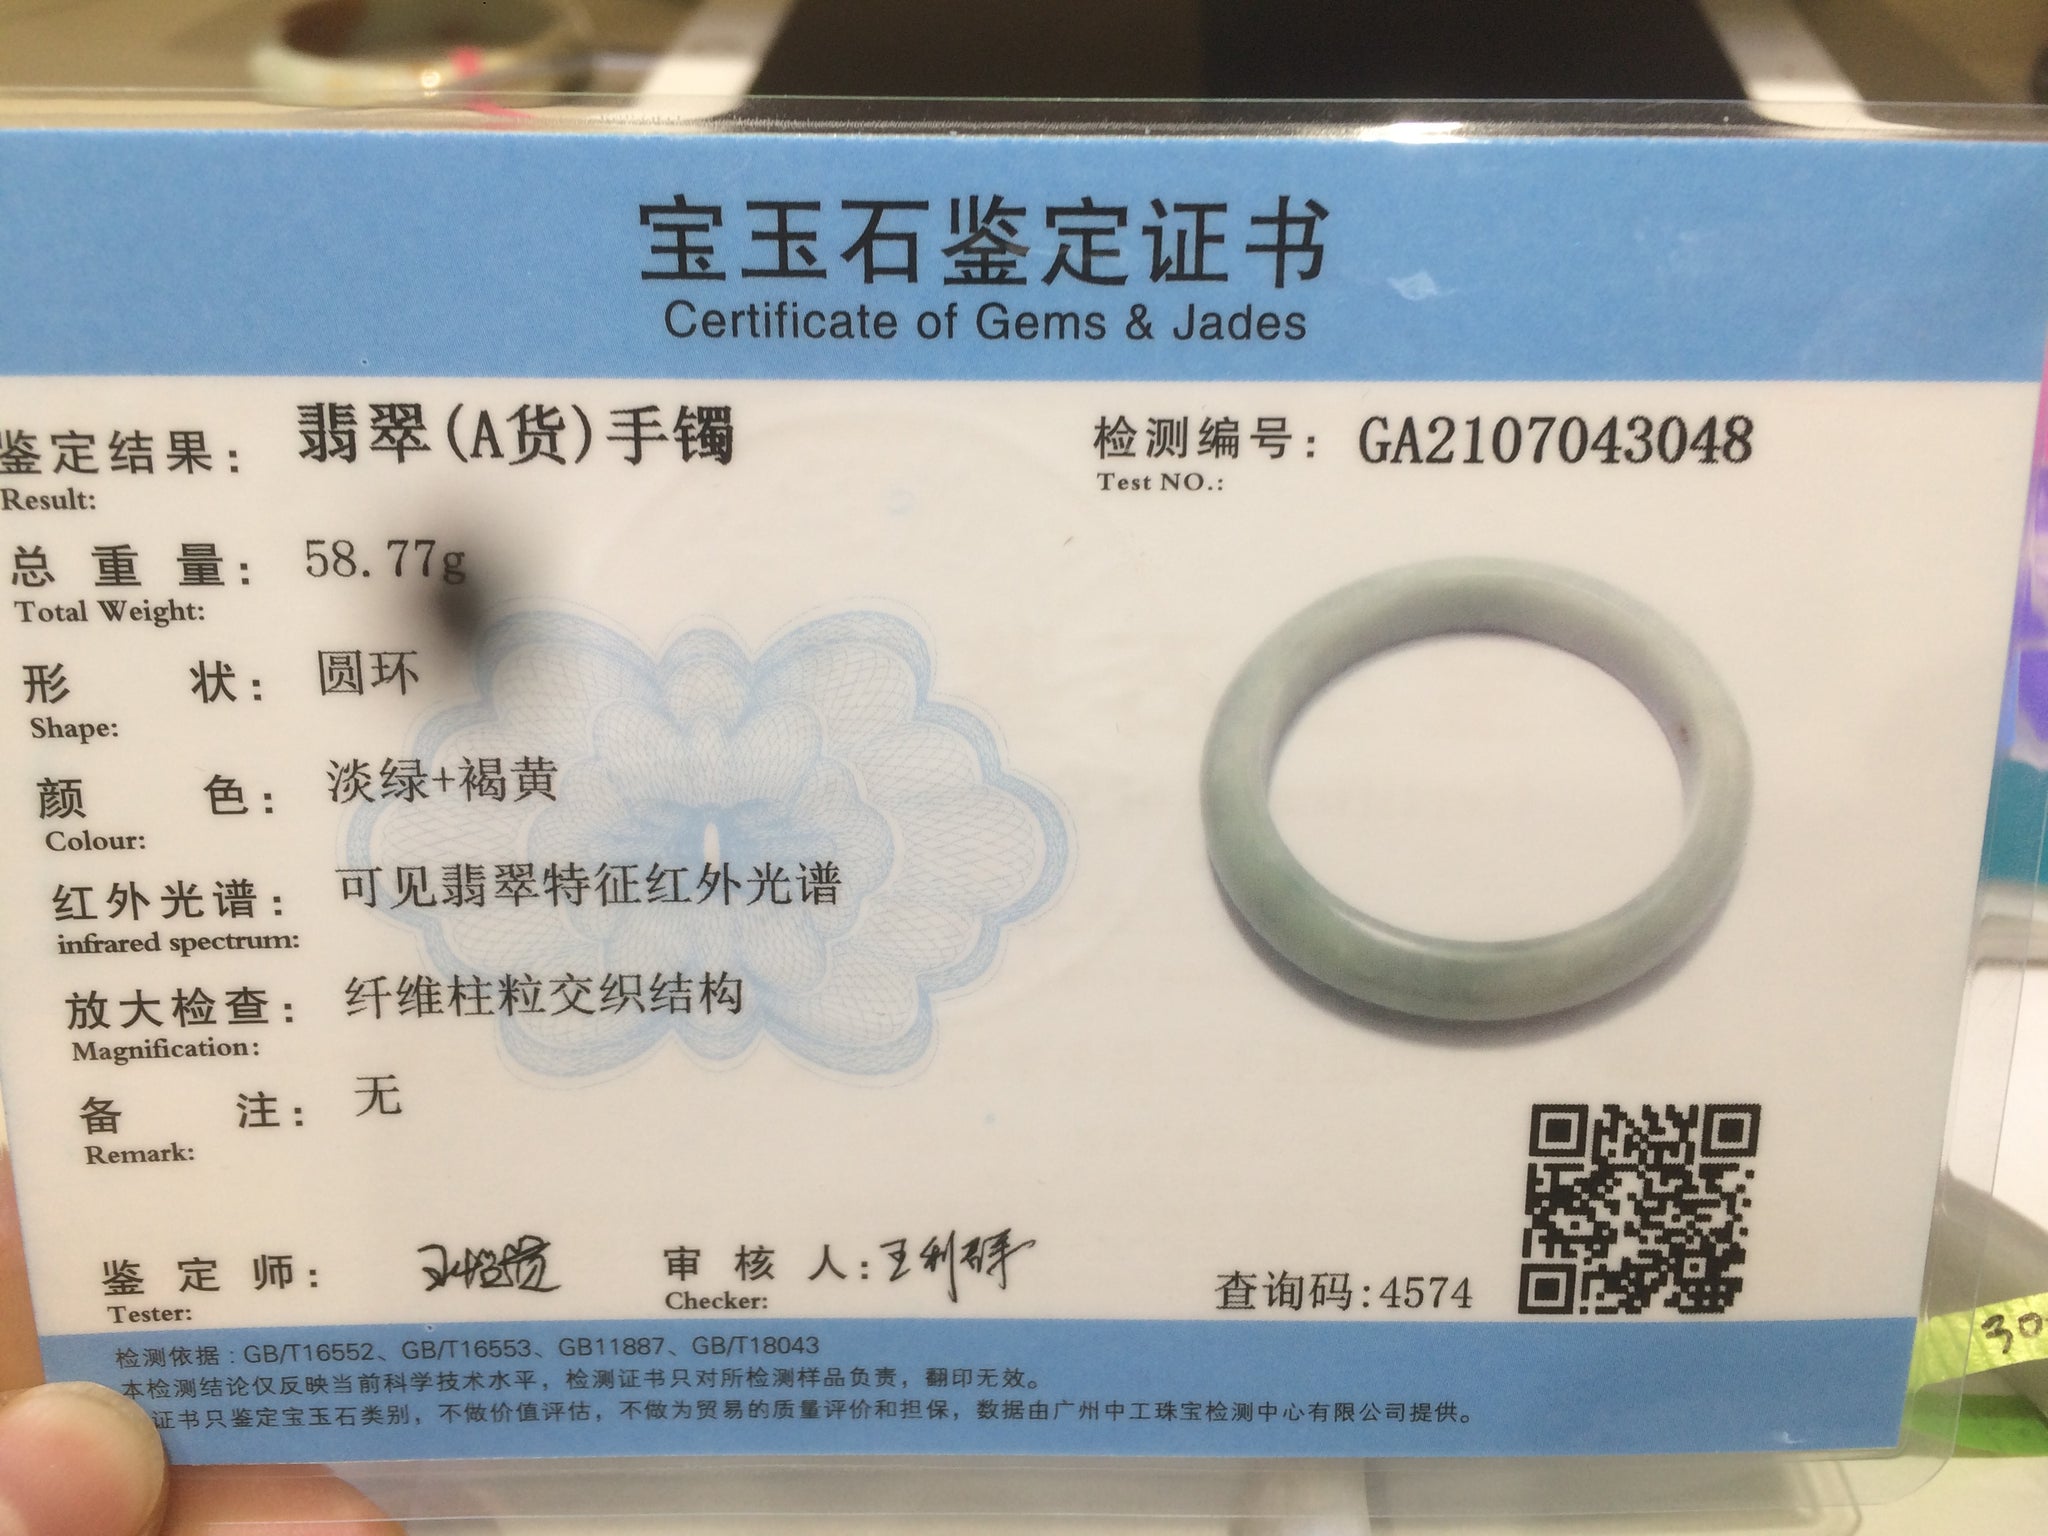 宝玉石鉴定证书
Certificate of Gems & Jades
鉴定结果： 翡翠(A货)手镯
Result:
检测编号： GA2107043048
Test NO.:
总重量： 58.77g
Total Weight:
形状： 圆环
Shape:
颜色： 淡绿+褐黄
Colour:
红外光谱： 可见翡翠特征红外光谱
infrared spectrum:
放大检查： 纤维柱粒交织结构
Magnification:
备注： 无
Remark:
鉴定师：
Tester:
审核人: 王利群
Checker:
查询码:4574
检测依据：GB/T16552、GB/T16553、GB11887、GB/T18043
本检测结论仅反映当前科学技术水平，检测证书只对所检测样品负责，翻印无效。
证书只鉴定宝玉石类别，不做价值评估，不做为贸易的质量评价和担保，数据由广州中工珠宝检测中心有限公司提供。
30